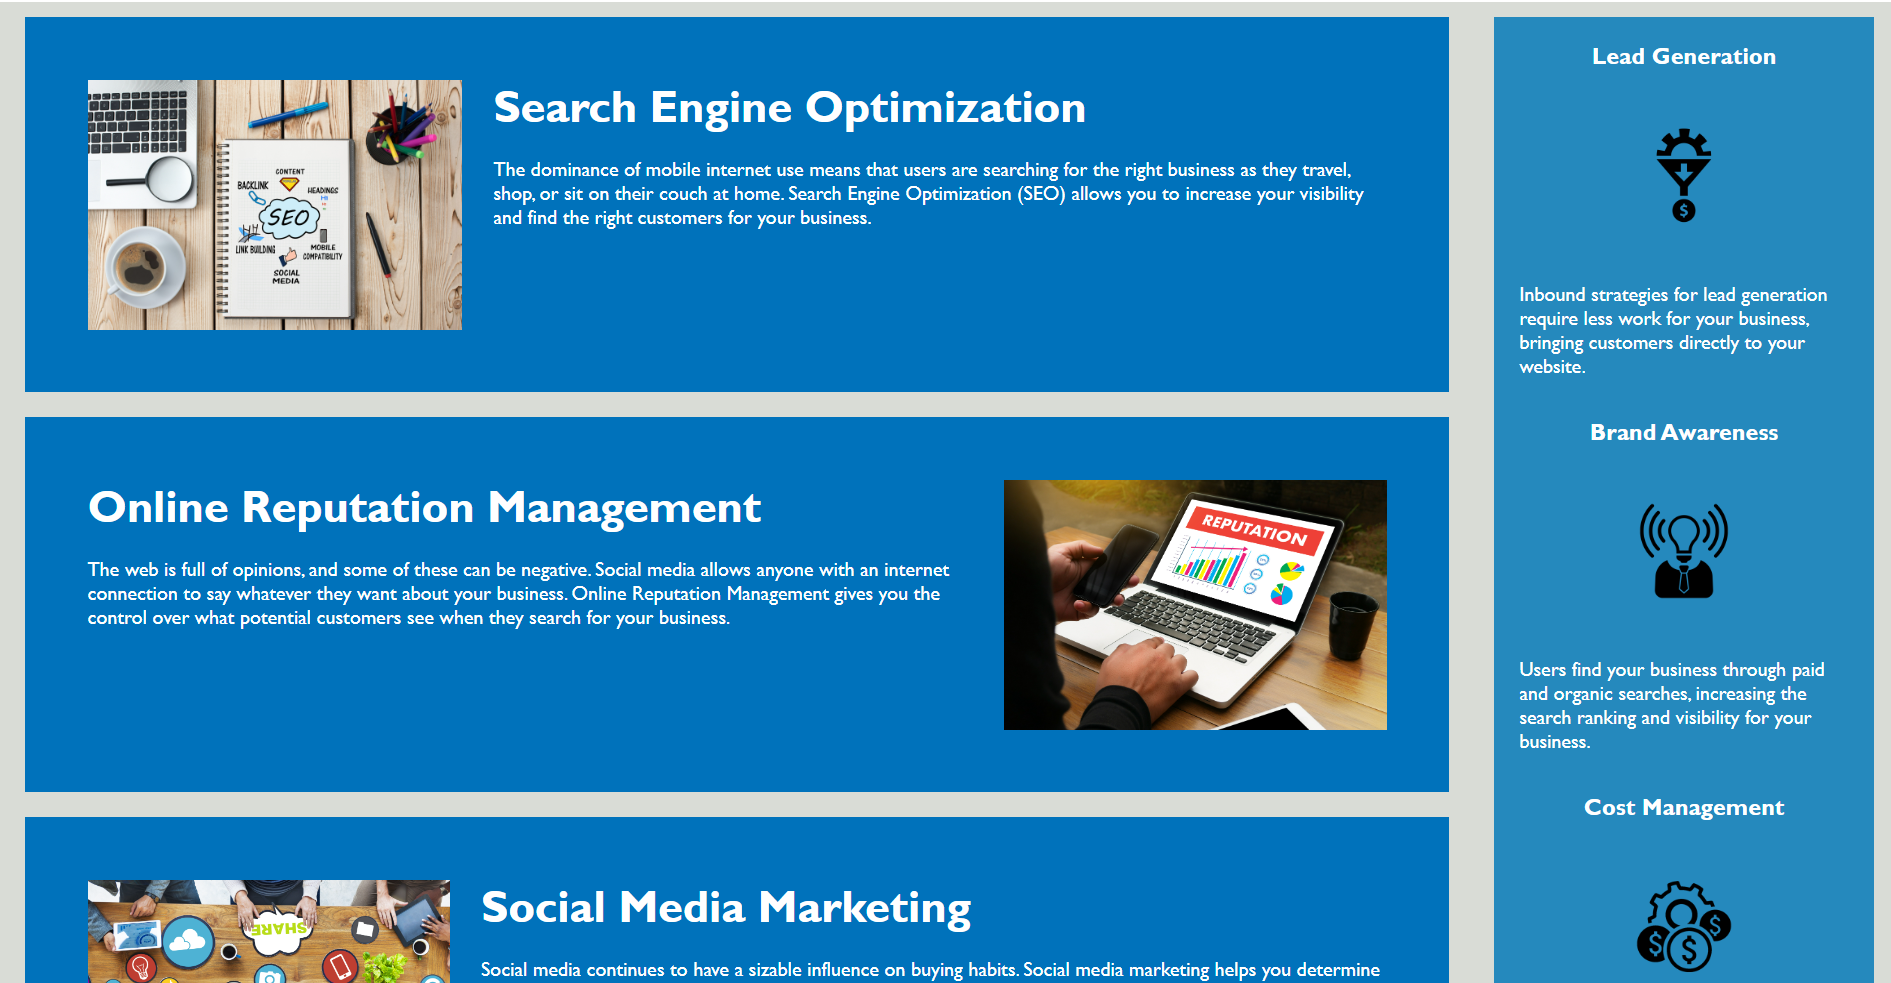 Search Engine Optimization
The dominance of mobile internet use means that users are searching for the right business as they travel,
shop, or sit on their couch at home. Search Engine Optimization (SEO) allows you to increase your visibility
and find the right customers for your business.
CONTENT
BACKLINK
HEADINGS
H1
SEO
LINK BUILDING
MOBILE
COMPATIBILITY
SOCIAL
MEDIA
Online Reputation Management
The web is full of opinions, and some of these can be negative. Social media allows anyone with an internet
connection to say whatever they want about your business. Online Reputation Management gives you the
control over what potential customers see when they search for your business.
REPUTATION
Social Media Marketing
Social media continues to have a sizable influence on buying habits. Social media marketing helps you determine
SHARE
Lead Generation
$
Inbound strategies for lead generation
require less work for your business,
bringing customers directly to your
website.
Brand Awareness
Users find your business through paid
and organic searches, increasing the
search ranking and visibility for your
business.
Cost Management
$
$
$